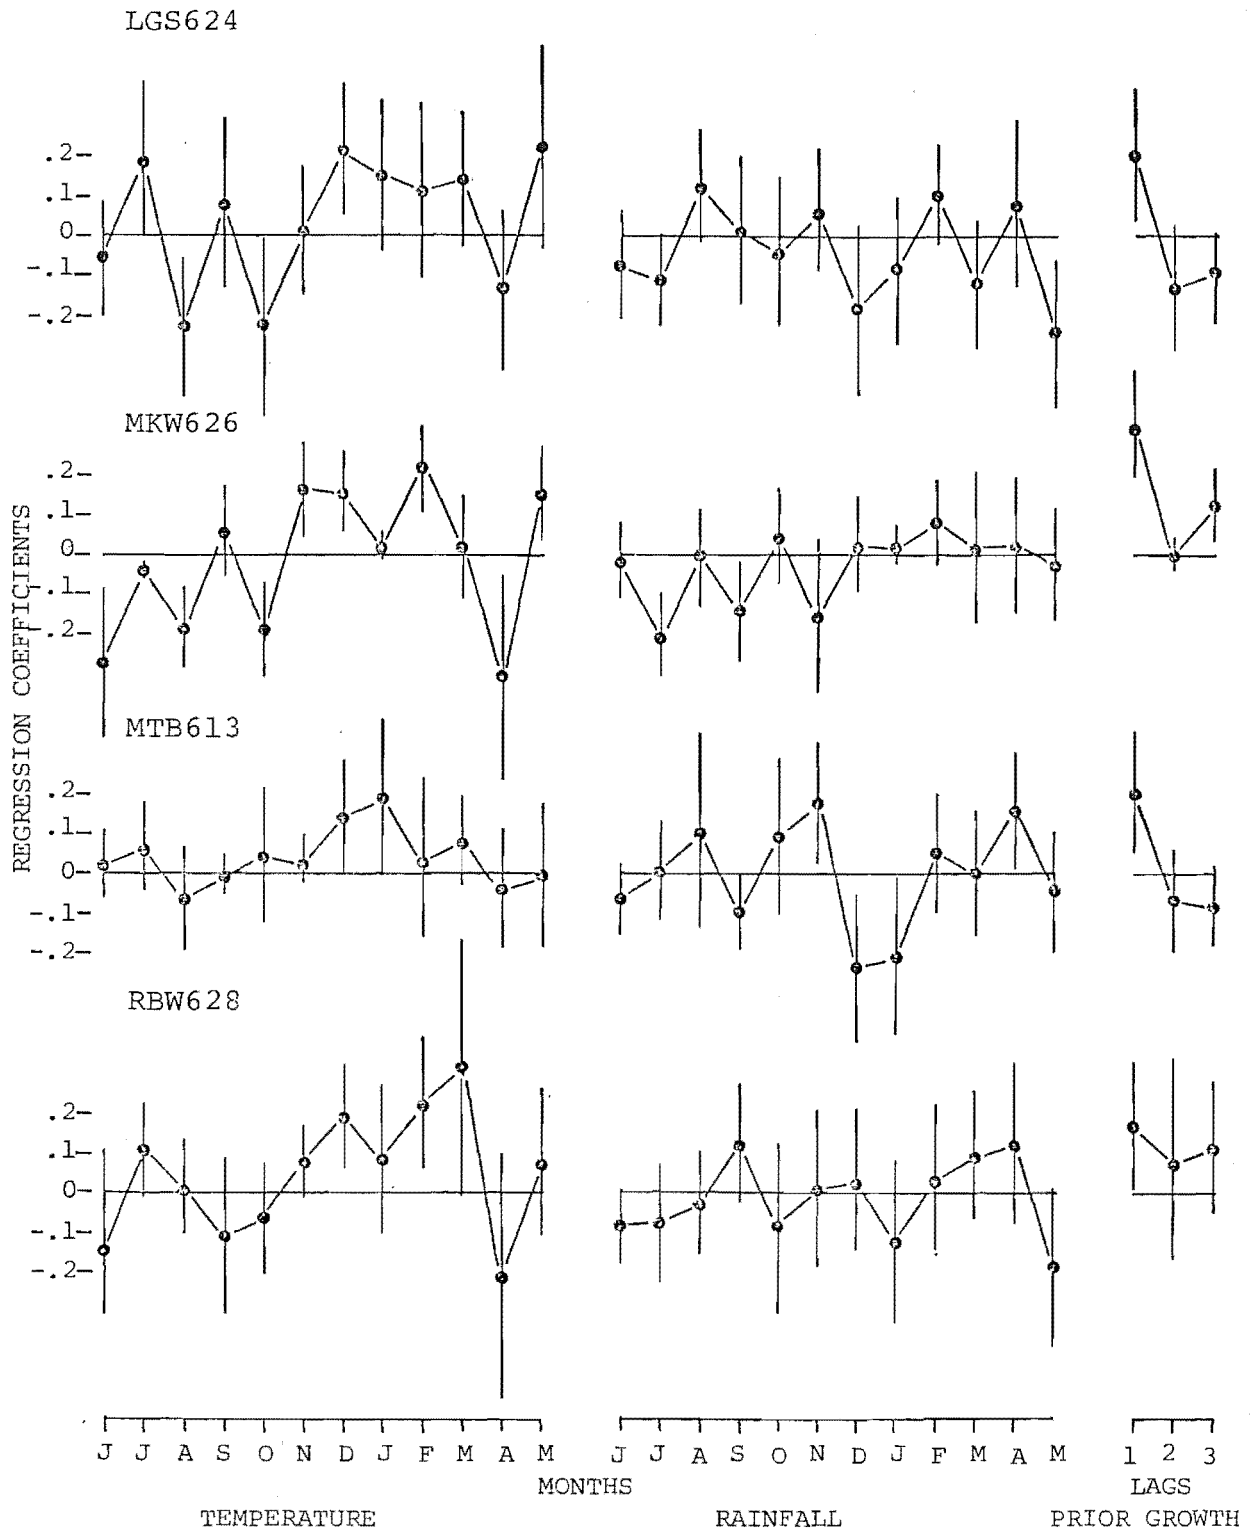 LGS624
.2—
.1—
0—
-.1—
-.2—
MKW626
.2—
.1—
0—
-.1—
-.2—
MTB613
.2—
.1—
0—
-.1—
-.2—
RBW628
.2—
.1—
0—
-.1—
-.2—
REGRESSION COEFFICIENTS
J J A S O N D J F M A M
J J A S O N D J F M A M
1 2 3
MONTHS
LAGS
TEMPERATURE
RAINFALL
PRIOR GROWTH